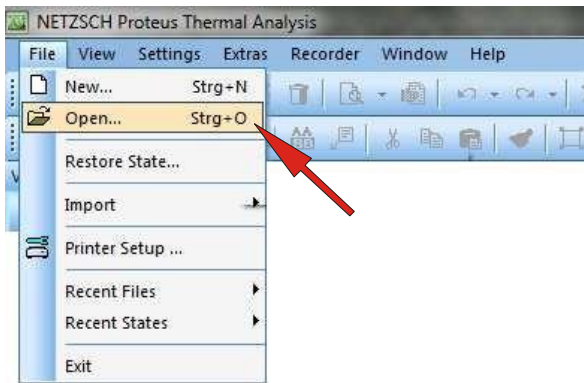 NETZSCH Proteus Thermal Analysis
File View Settings Extras Recorder Window Help
New... Strg+N
Open... Strg+O
Restore State...
Import
Printer Setup ...
Recent Files
Recent States
Exit